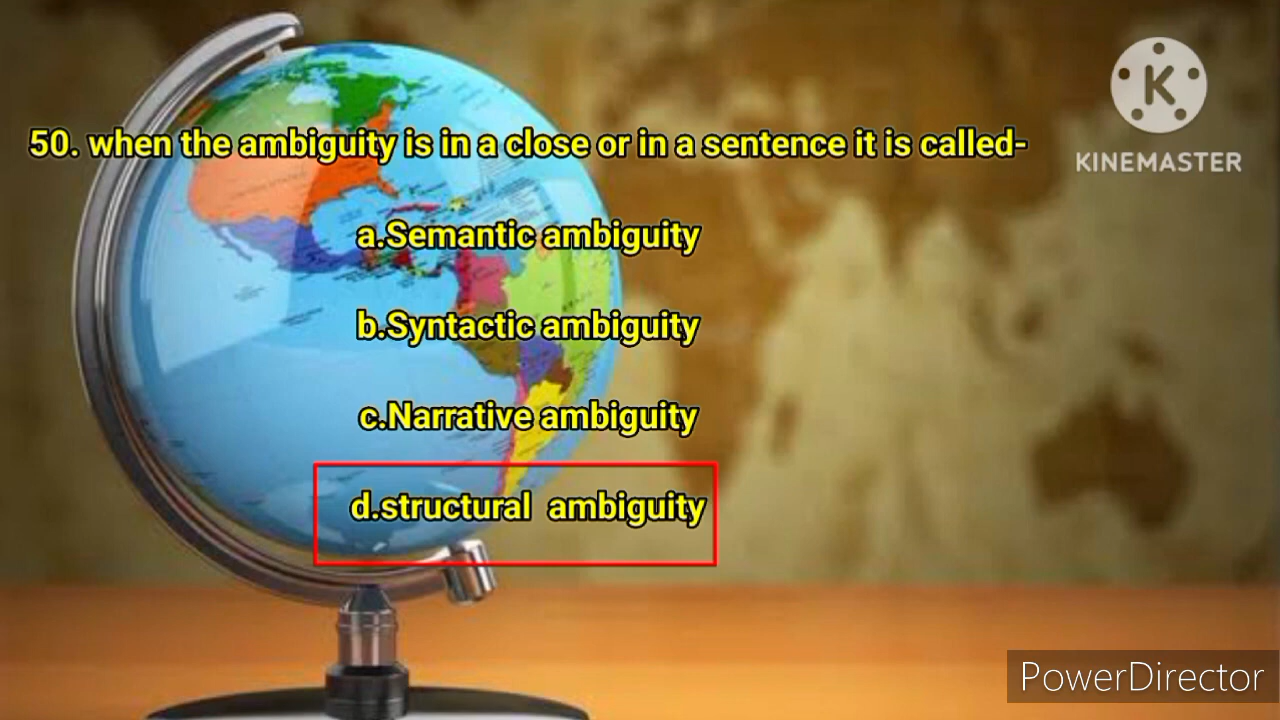 50. when the ambiguity is in a close or in a sentence it is called-
a.Semantic ambiguity
b.Syntactic ambiguity
c.Narrative ambiguity
d.structural ambiguity
K
KINEMASTER
PowerDirector